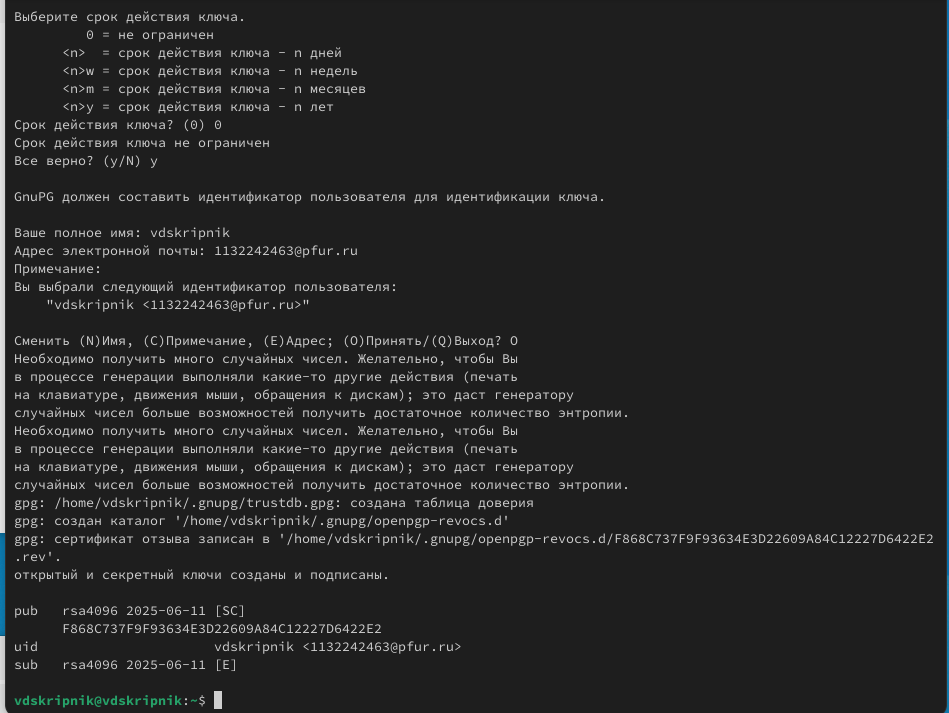 Выберите срок действия ключа.
0 = не ограничен
<n>  = срок действия ключа - n дней
<n>w = срок действия ключа - n недель
<n>m = срок действия ключа - n месяцев
<n>y = срок действия ключа - n лет
Срок действия ключа? (0) 0
Срок действия ключа не ограничен
Все верно? (y/N) y
GnuPG должен составить идентификатор пользователя для идентификации ключа.
Ваше полное имя: vdskripnik
Адрес электронной почты: 1132242463@pfur.ru
Примечание:
Вы выбрали следующий идентификатор пользователя:
"vdskripnik <1132242463@pfur.ru>"
Сменить (N)Имя, (C)Примечание, (E)Адрес; (O)Принять/(Q)Выход? O
Необходимо получить много случайных чисел. Желательно, чтобы Вы
в процессе генерации выполняли какие-то другие действия (печать
на клавиатуре, движения мыши, обращения к дискам); это даст генератору
случайных чисел больше возможностей получить достаточное количество энтропии.
Необходимо получить много случайных чисел. Желательно, чтобы Вы
в процессе генерации выполняли какие-то другие действия (печать
на клавиатуре, движения мыши, обращения к дискам); это даст генератору
случайных чисел больше возможностей получить достаточное количество энтропии.
gpg: /home/vdskripnik/.gnupg/trustdb.gpg: создана таблица доверия
gpg: создан каталог '/home/vdskripnik/.gnupg/openpgp-revocs.d'
gpg: сертификат отзыва записан в '/home/vdskripnik/.gnupg/openpgp-revocs.d/F868C737F9F93634E3D22609A84C12227D6422E2
.rev'.
открытый и секретный ключи созданы и подписаны.
pub   rsa4096 2025-06-11 [SC]
F868C737F9F93634E3D22609A84C12227D6422E2
uid                      vdskripnik <1132242463@pfur.ru>
sub   rsa4096 2025-06-11 [E]
vdskripnik@vdskripnik:~$